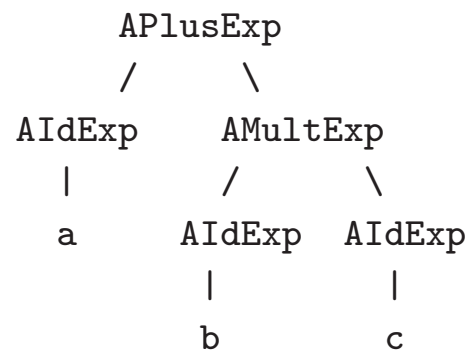 APlusExp
/ \
AIdExp AMultExp
| / \
a AIdExp AIdExp
| |
b c